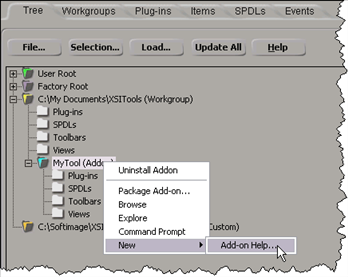 Tree Workgroups Plug-ins Items SPDLs Events
File... Selection... Load... Update All Help
User Root
Factory Root
C:\My Documents\XSITools (Workgroup)
Plug-ins
SPDLs
Toolbars
Views
MyTool (Addo
Uninstall Addon
Plug-ins
SPDLs
Package Add-on...
Toolbars
Browse
Views
Explore
C:\Softimage\XSI
Command Prompt
Custom)
New
Add-on Help...